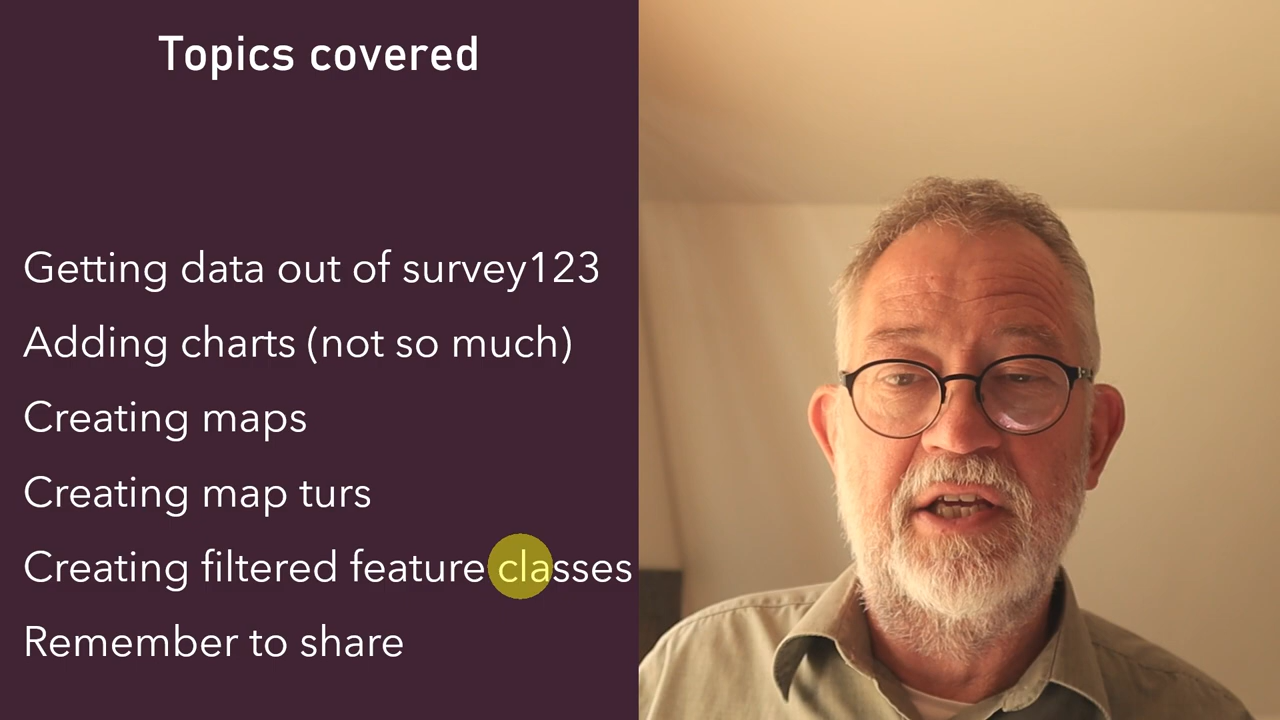 Topics covered
Getting data out of survey123
Adding charts (not so much)
Creating maps
Creating map turs
Creating filtered feature classes
Remember to share